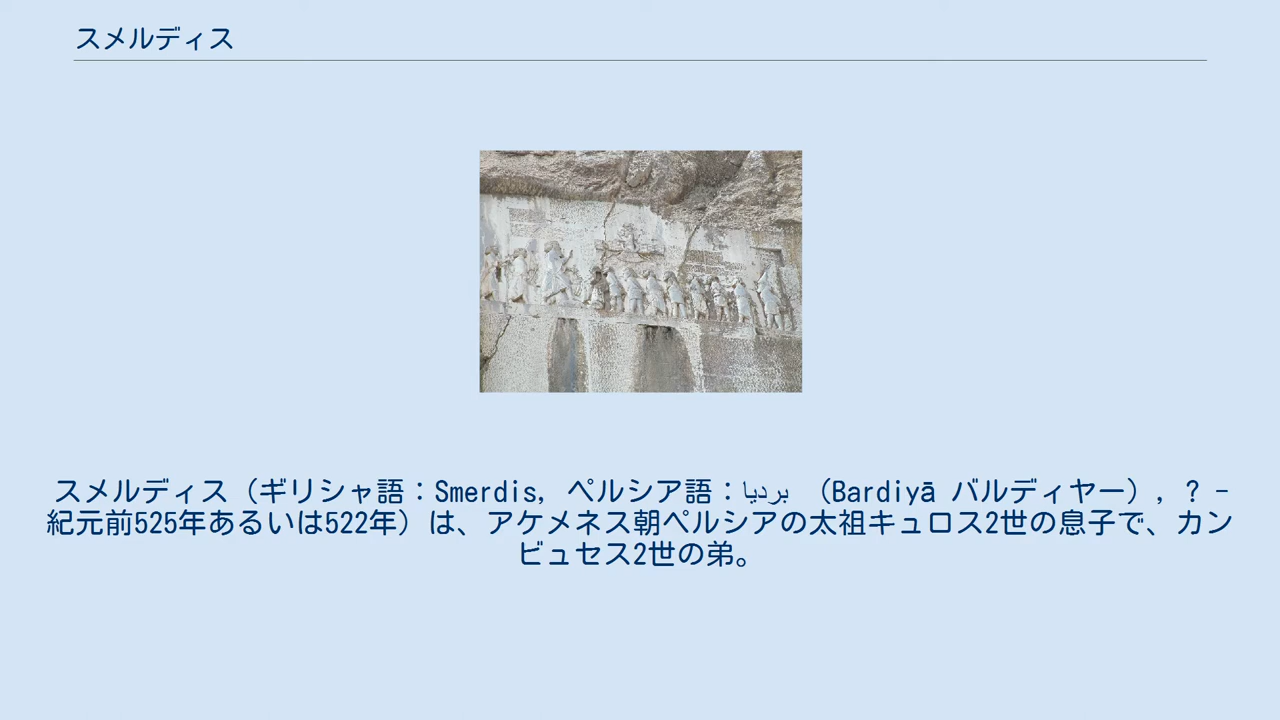 スメルディス
スメルディス（ギリシャ語：Smerdis, ペルシア語：بردیا （Bardiyā バルディヤー）, ? -
紀元前525年あるいは522年）は、アケメネス朝ペルシアの太祖キュロス2世の息子で、カン
ビュセス2世の弟。